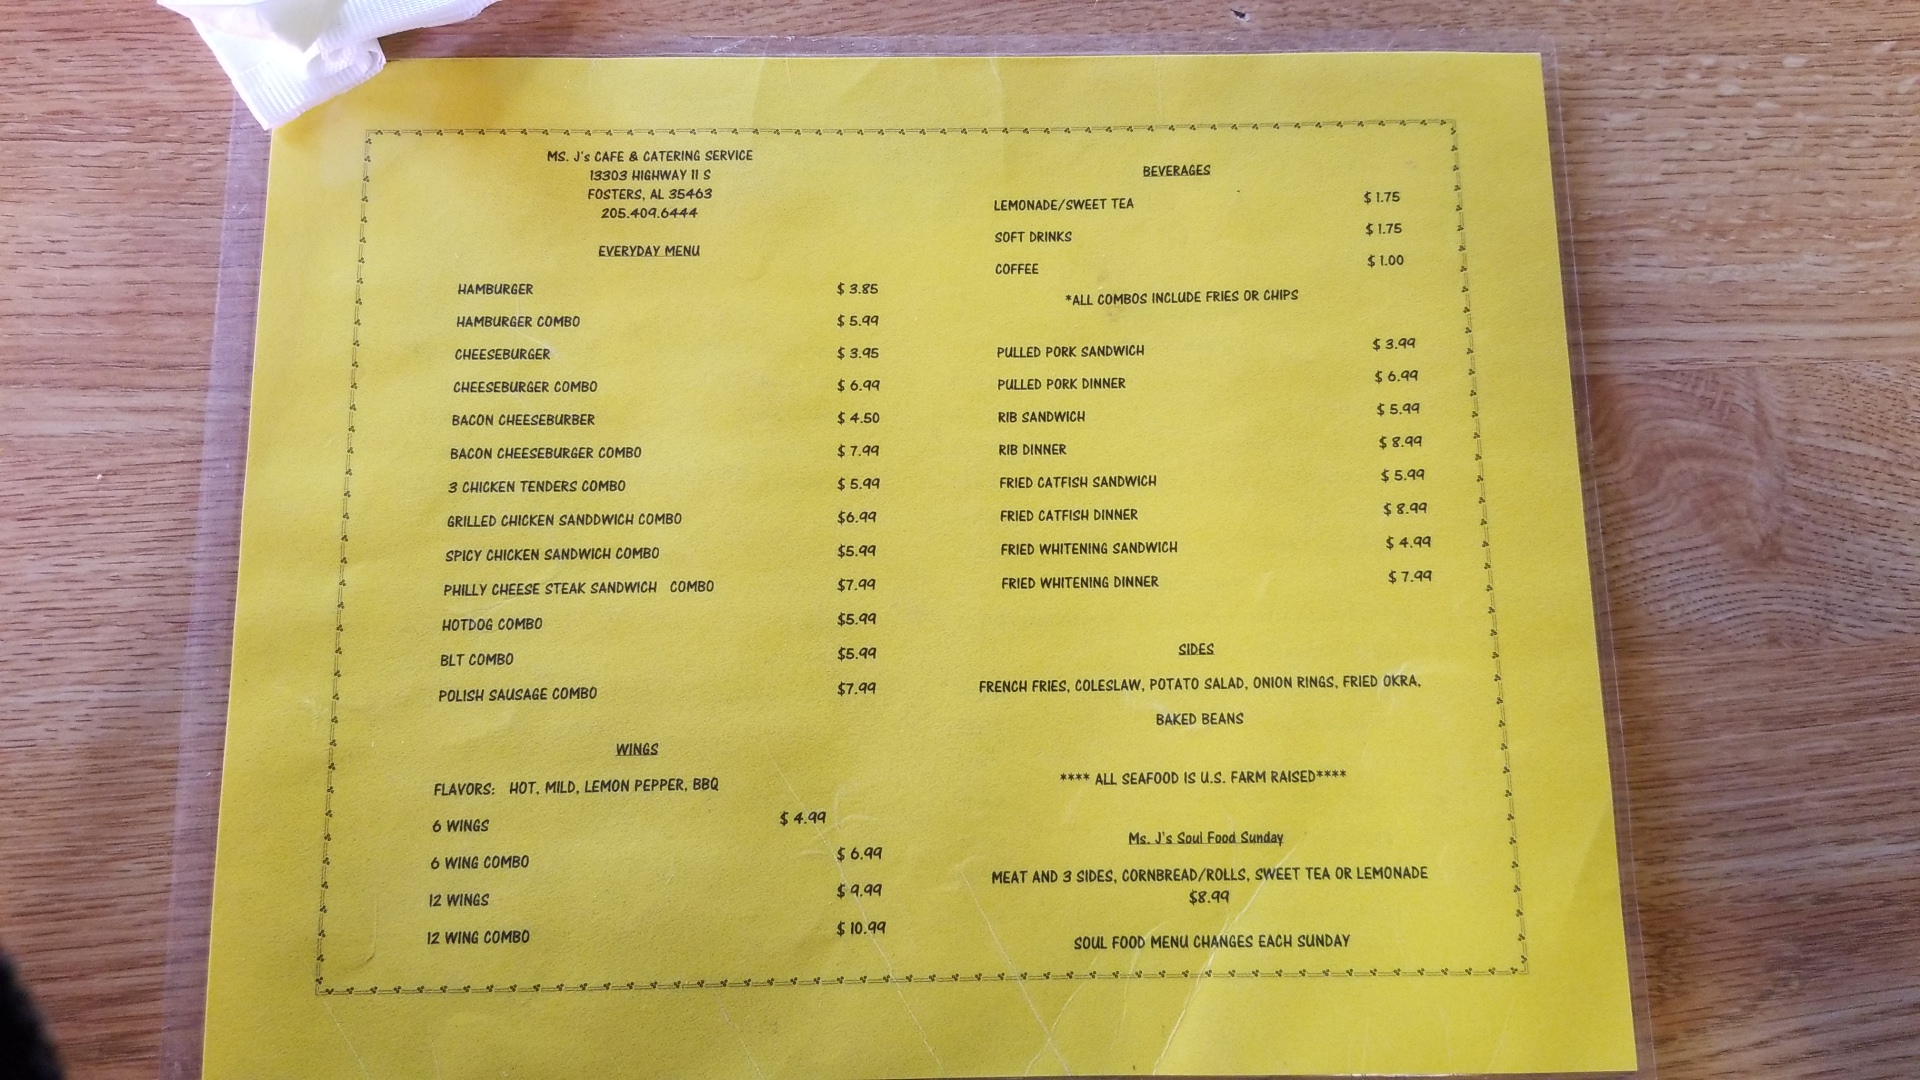 MS. J's CAFE & CATERING SERVICE
13303 HIGHWAY 11 S
FOSTERS, AL 35463
205.409.6444
EVERYDAY MENU
HAMBURGER $ 3.85
HAMBURGER COMBO $ 5.99
CHEESEBURGER $ 3.95
CHEESEBURGER COMBO $ 6.99
BACON CHEESEBURBER $ 4.50
BACON CHEESEBURGER COMBO $ 7.99
3 CHICKEN TENDERS COMBO $ 5.99
GRILLED CHICKEN SANDDWICH COMBO $6.99
SPICY CHICKEN SANDWICH COMBO $5.99
PHILLY CHEESE STEAK SANDWICH COMBO $7.99
HOTDOG COMBO $5.99
BLT COMBO $5.99
POLISH SAUSAGE COMBO $7.99
WINGS
FLAVORS: HOT, MILD, LEMON PEPPER, BBQ
6 WINGS $ 4.99
6 WING COMBO $ 6.99
12 WINGS $ 9.99
12 WING COMBO $ 10.99
BEVERAGES
LEMONADE/SWEET TEA $ 1.75
SOFT DRINKS $ 1.75
COFFEE $ 1.00
*ALL COMBOS INCLUDE FRIES OR CHIPS
PULLED PORK SANDWICH $ 3.99
PULLED PORK DINNER $ 6.99
RIB SANDWICH $ 5.99
RIB DINNER $ 8.99
FRIED CATFISH SANDWICH $ 5.99
FRIED CATFISH DINNER $ 8.99
FRIED WHITENING SANDWICH $ 4.99
FRIED WHITENING DINNER $ 7.99
SIDES
FRENCH FRIES, COLESLAW, POTATO SALAD, ONION RINGS, FRIED OKRA,
BAKED BEANS
**** ALL SEAFOOD IS U.S. FARM RAISED****
Ms. J's Soul Food Sunday
MEAT AND 3 SIDES, CORNBREAD/ROLLS, SWEET TEA OR LEMONADE
$8.99
SOUL FOOD MENU CHANGES EACH SUNDAY